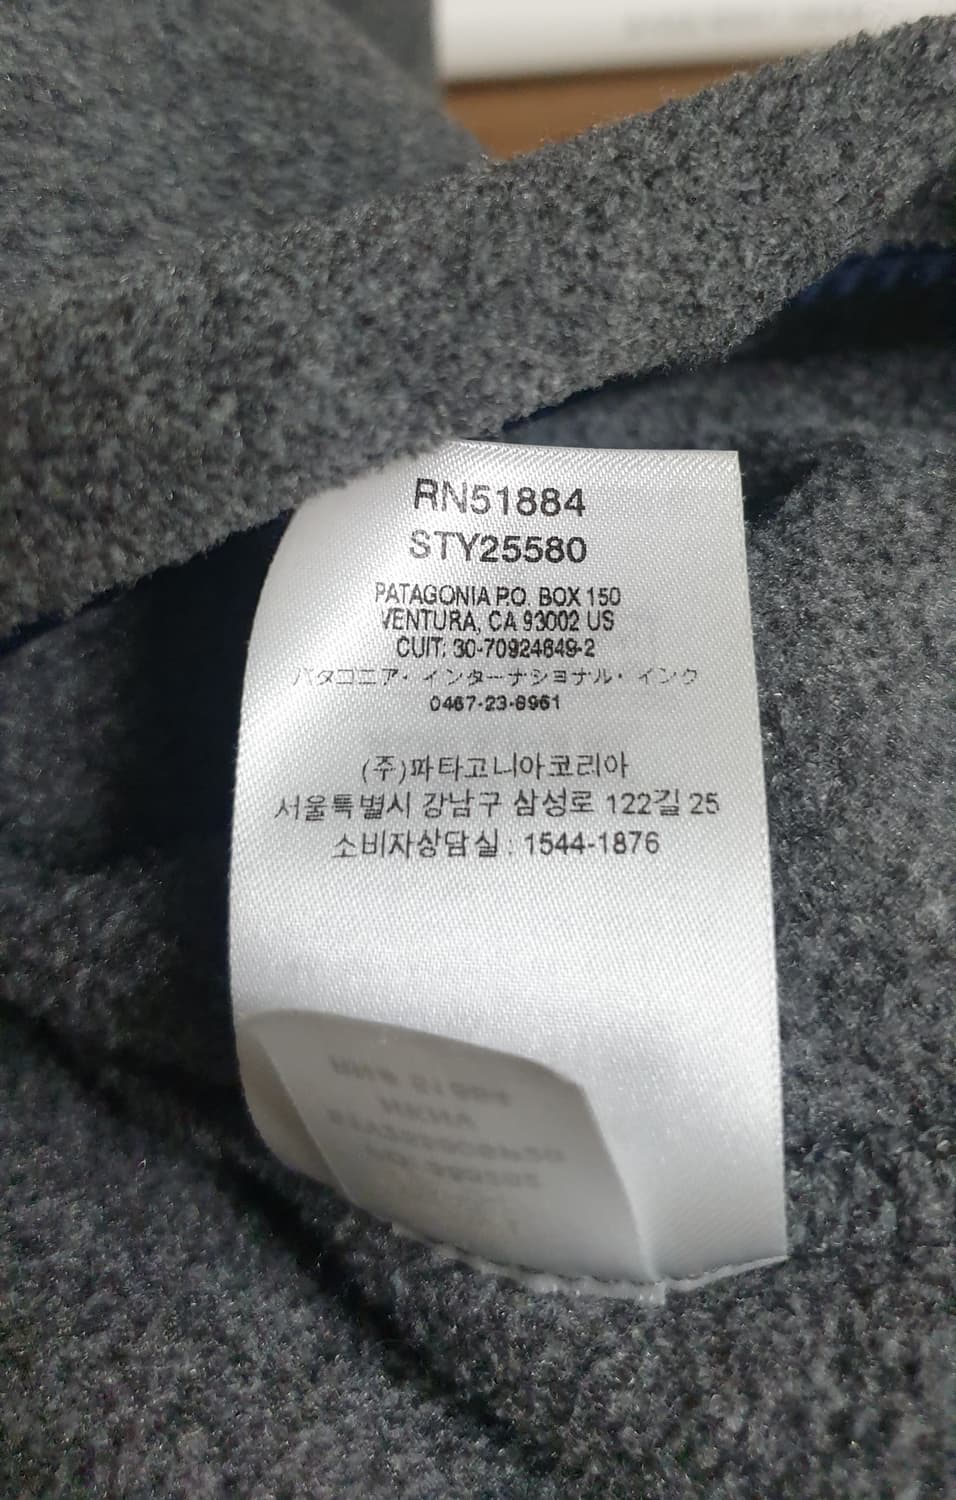 RN51884
STY25580
PATAGONIA P.O. BOX 150
VENTURA, CA 93002 US
CUIT: 30-70924849-2
パタゴニア・インターナショナル・インク
0467-23-8961
(주)파타고니아코리아
서울특별시 강남구 삼성로 122길 25
소비자상담실 : 1544-1876